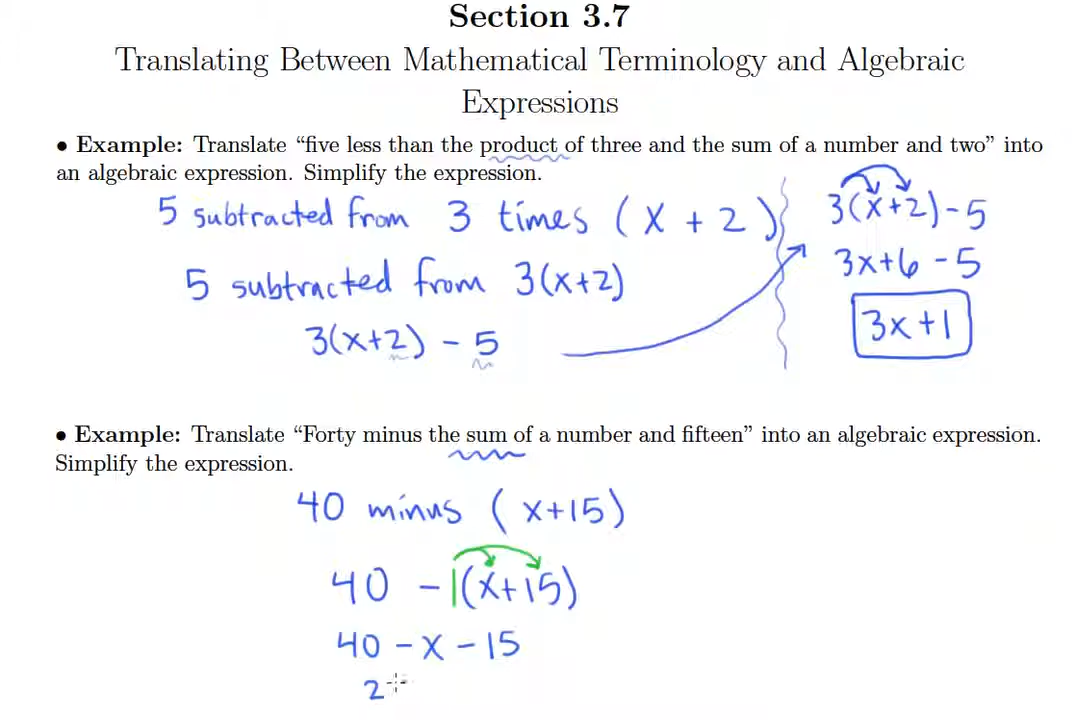 Section 3.7
Translating Between Mathematical Terminology and Algebraic
Expressions
• Example: Translate “five less than the product of three and the sum of a number and two” into
an algebraic expression. Simplify the expression.
5 subtracted from 3 times (x + 2)
5 subtracted from 3(x+2)
3(x+2) - 5
3(x+2) - 5
3x+6 - 5
3x+1
• Example: Translate “Forty minus the sum of a number and fifteen” into an algebraic expression.
Simplify the expression.
40 minus (x+15)
40 -1(x+15)
40 - x - 15
2